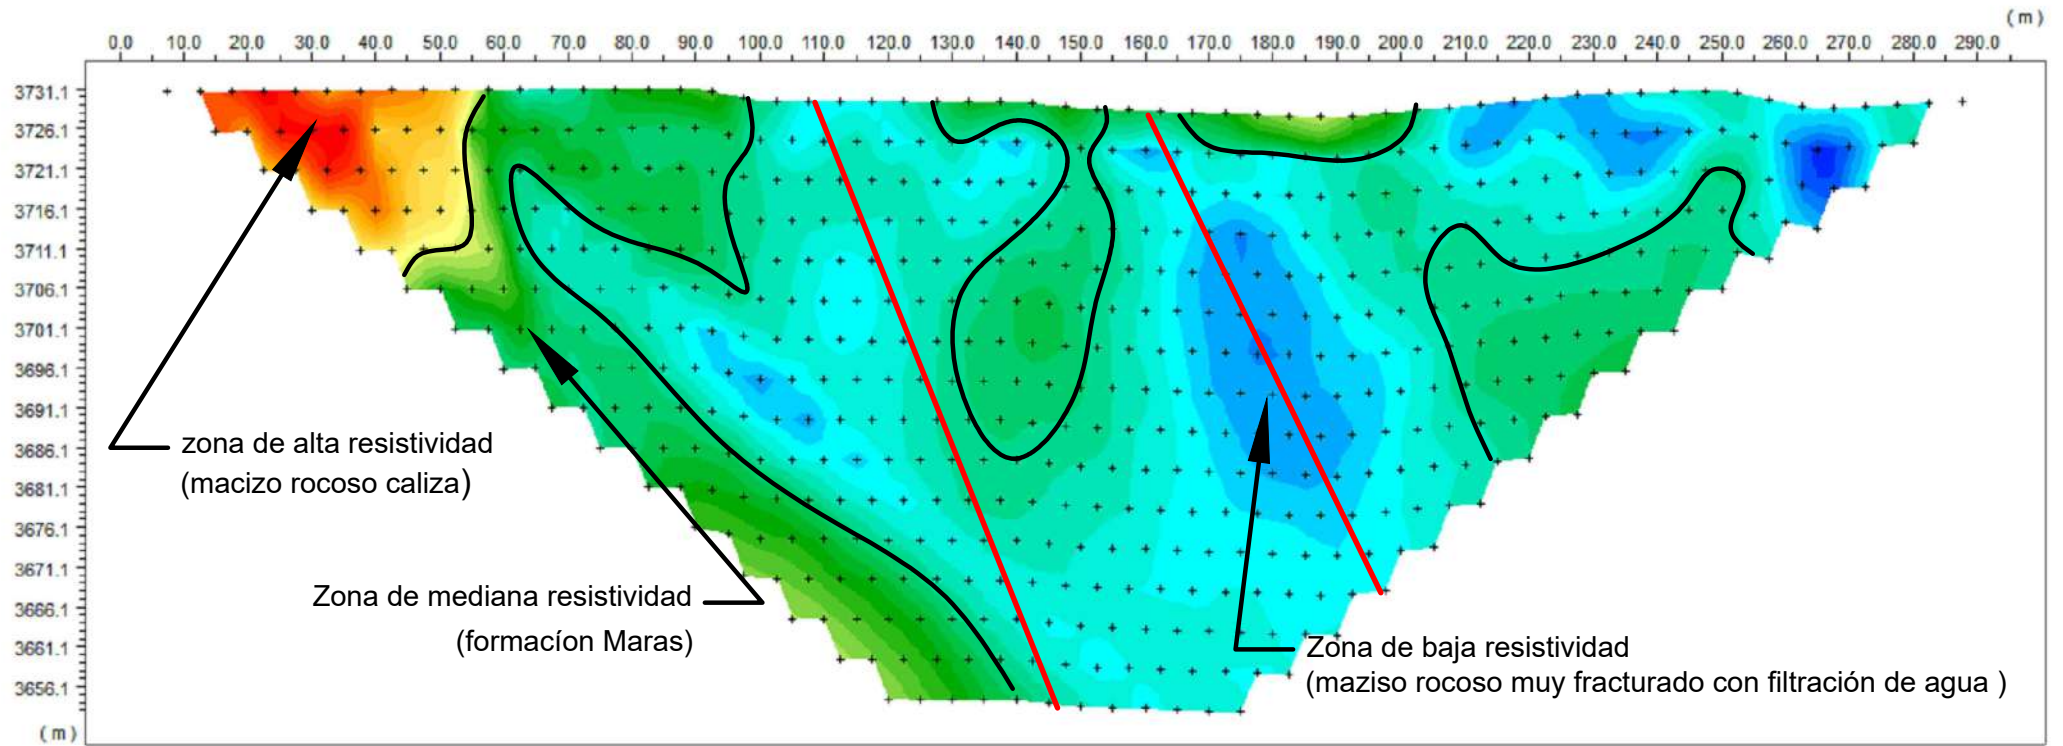 (m)
0.0 10.0 20.0 30.0 40.0 50.0 60.0 70.0 80.0 90.0 100.0 110.0 120.0 130.0 140.0 150.0 160.0 170.0 180.0 190.0 200.0 210.0 220.0 230.0 240.0 250.0 260.0 270.0 280.0 290.0
3731.1
3726.1
3721.1
3716.1
3711.1
3706.1
3701.1
3696.1
3691.1
3686.1
3681.1
3676.1
3671.1
3666.1
3661.1
3656.1
(m)
zona de alta resistividad
(macizo rocoso caliza)
Zona de mediana resistividad
(formacíon Maras)
Zona de baja resistividad
(maziso rocoso muy fracturado con filtración de agua )